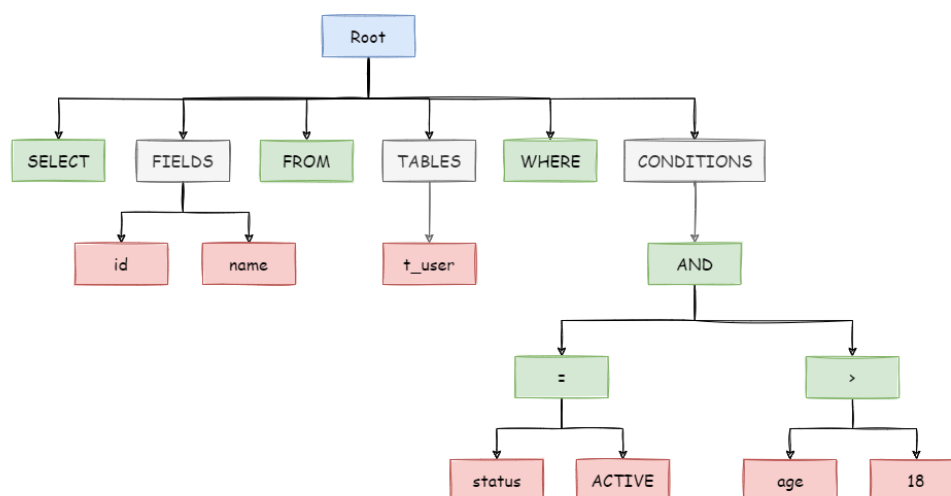 Root
SELECT FIELDS FROM TABLES WHERE CONDITIONS
id name t_user AND
= >
status ACTIVE age 18